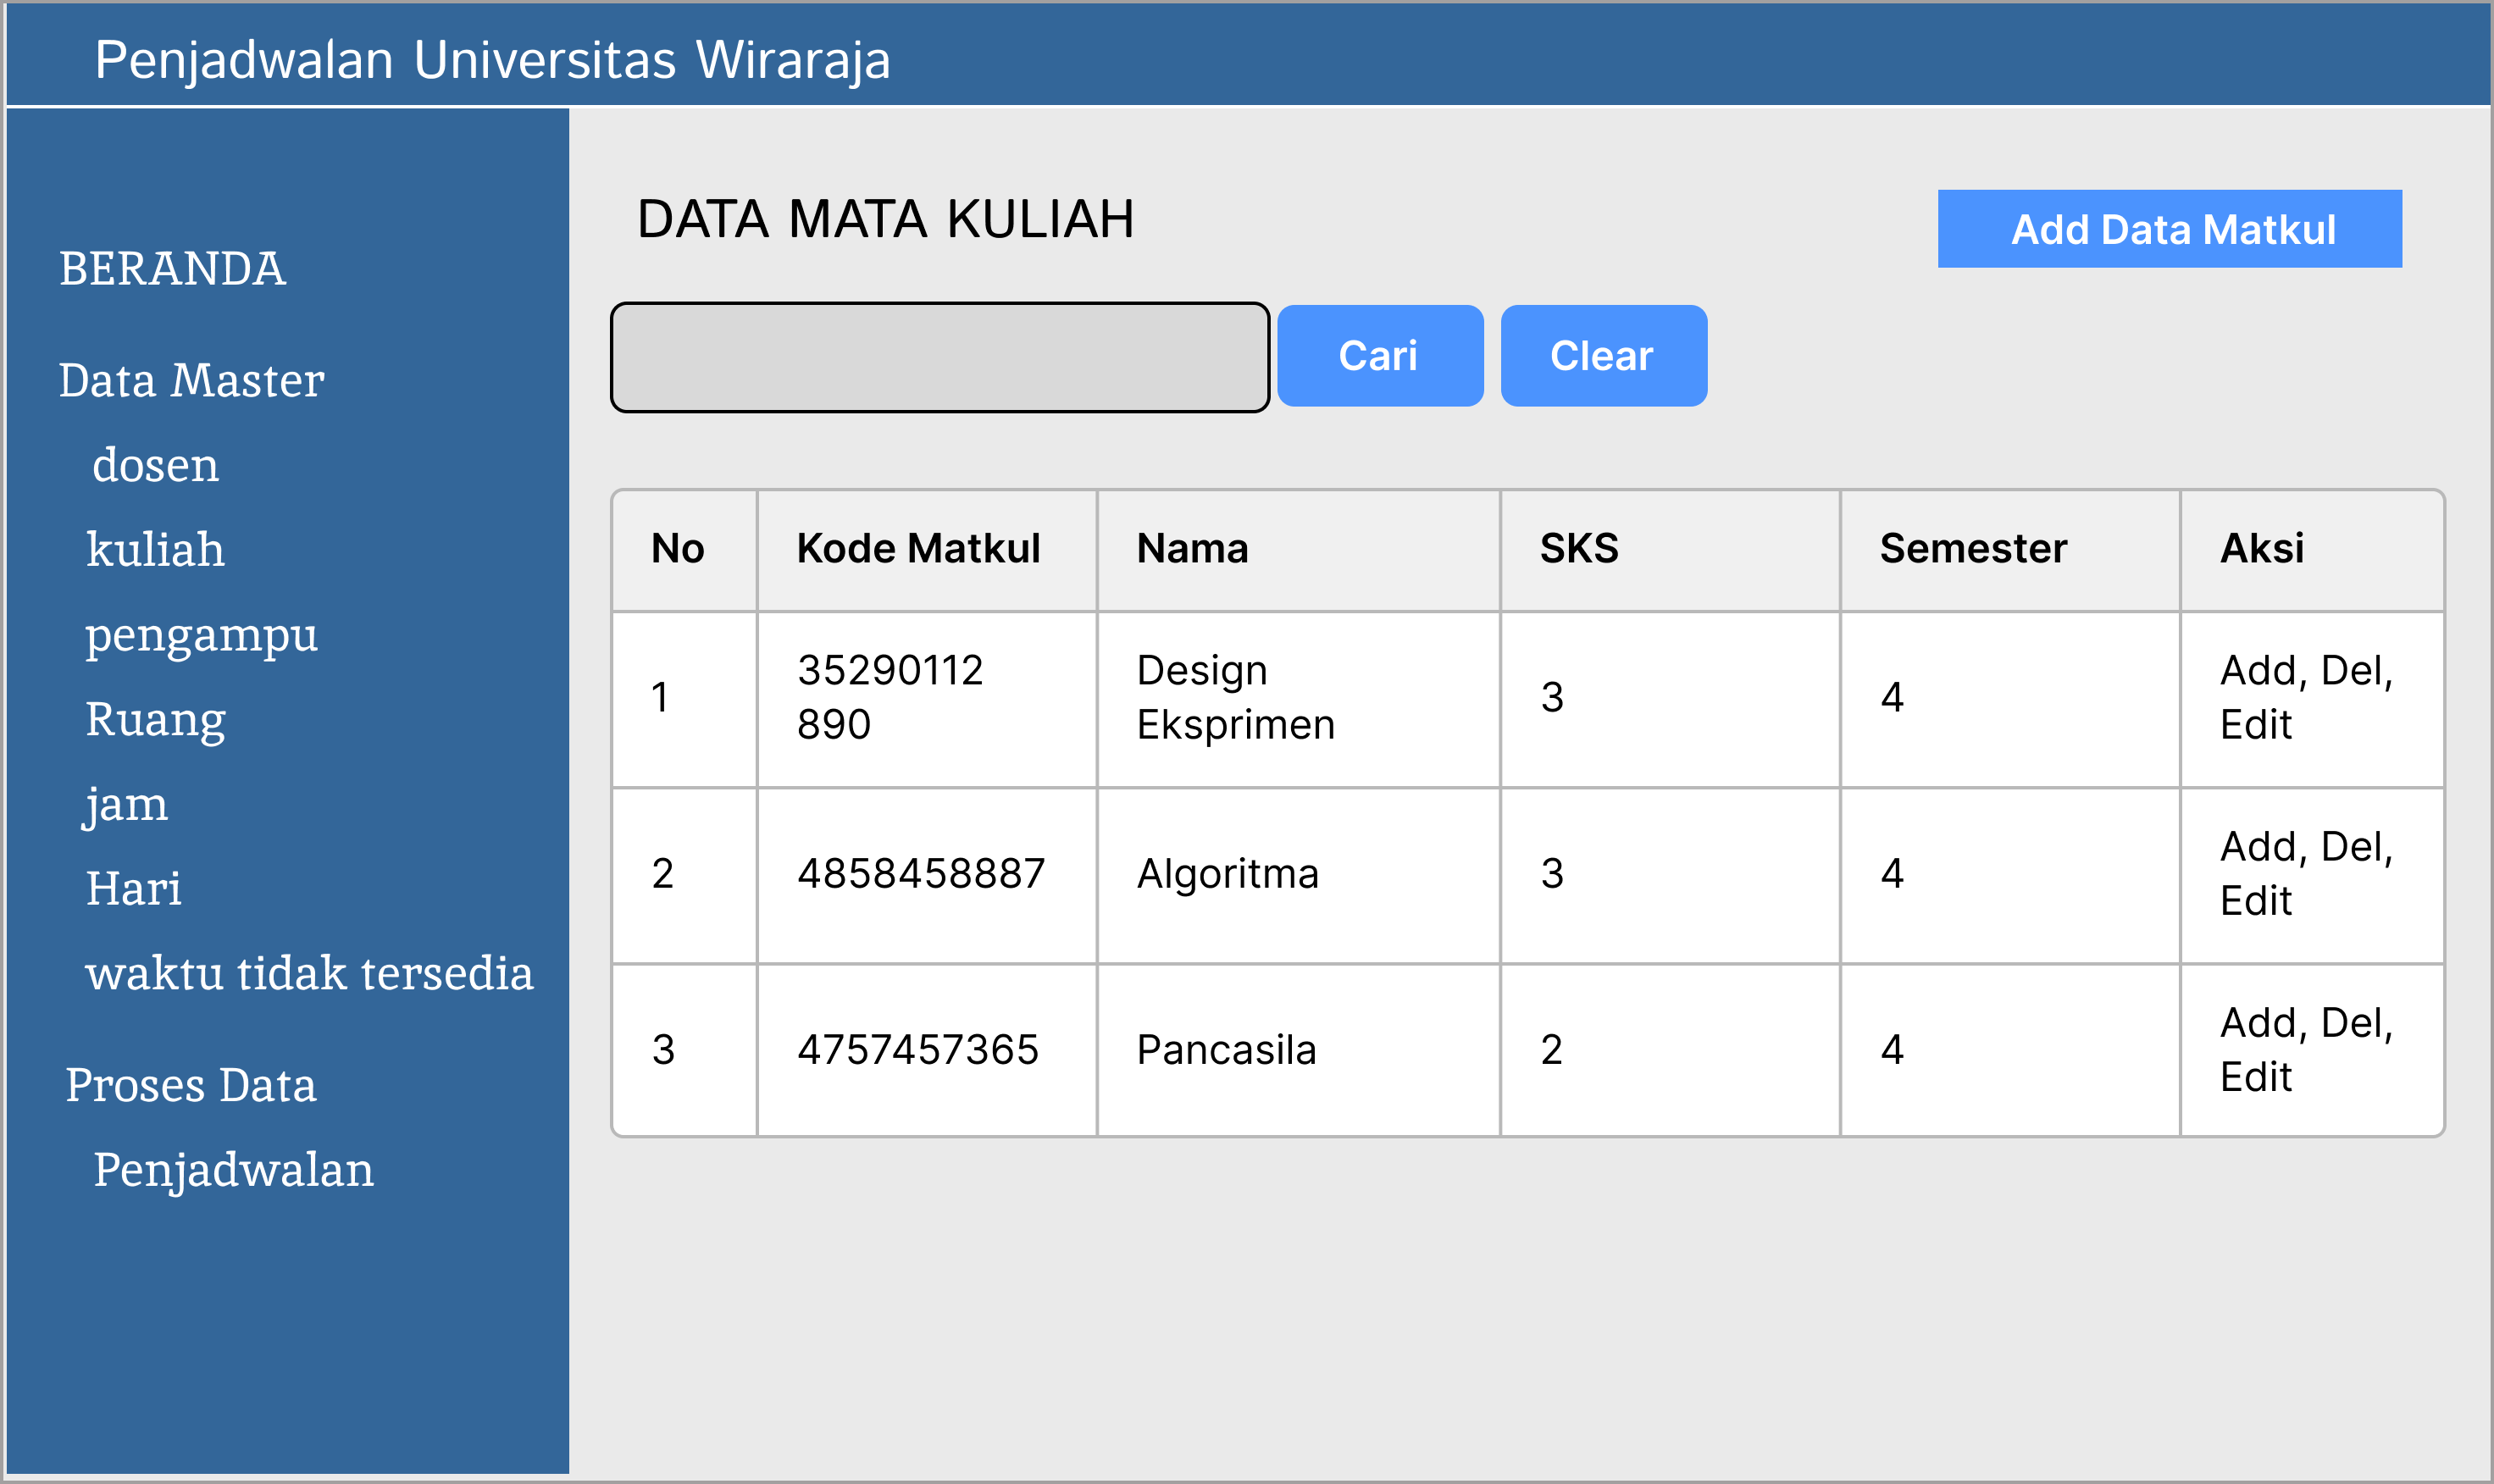 Penjadwalan Universitas Wiraraja
BERANDA
Data Master
dosen
kuliah
pengampu
Ruang
jam
Hari
waktu tidak tersedia
Proses Data
Penjadwalan
DATA MATA KULIAH
Add Data Matkul
Cari Clear
No Kode Matkul Nama SKS Semester Aksi
1 35290112 890 Design Eksprimen 3 4 Add, Del, Edit
2 4858458887 Algoritma 3 4 Add, Del, Edit
3 4757457365 Pancasila 2 4 Add, Del, Edit